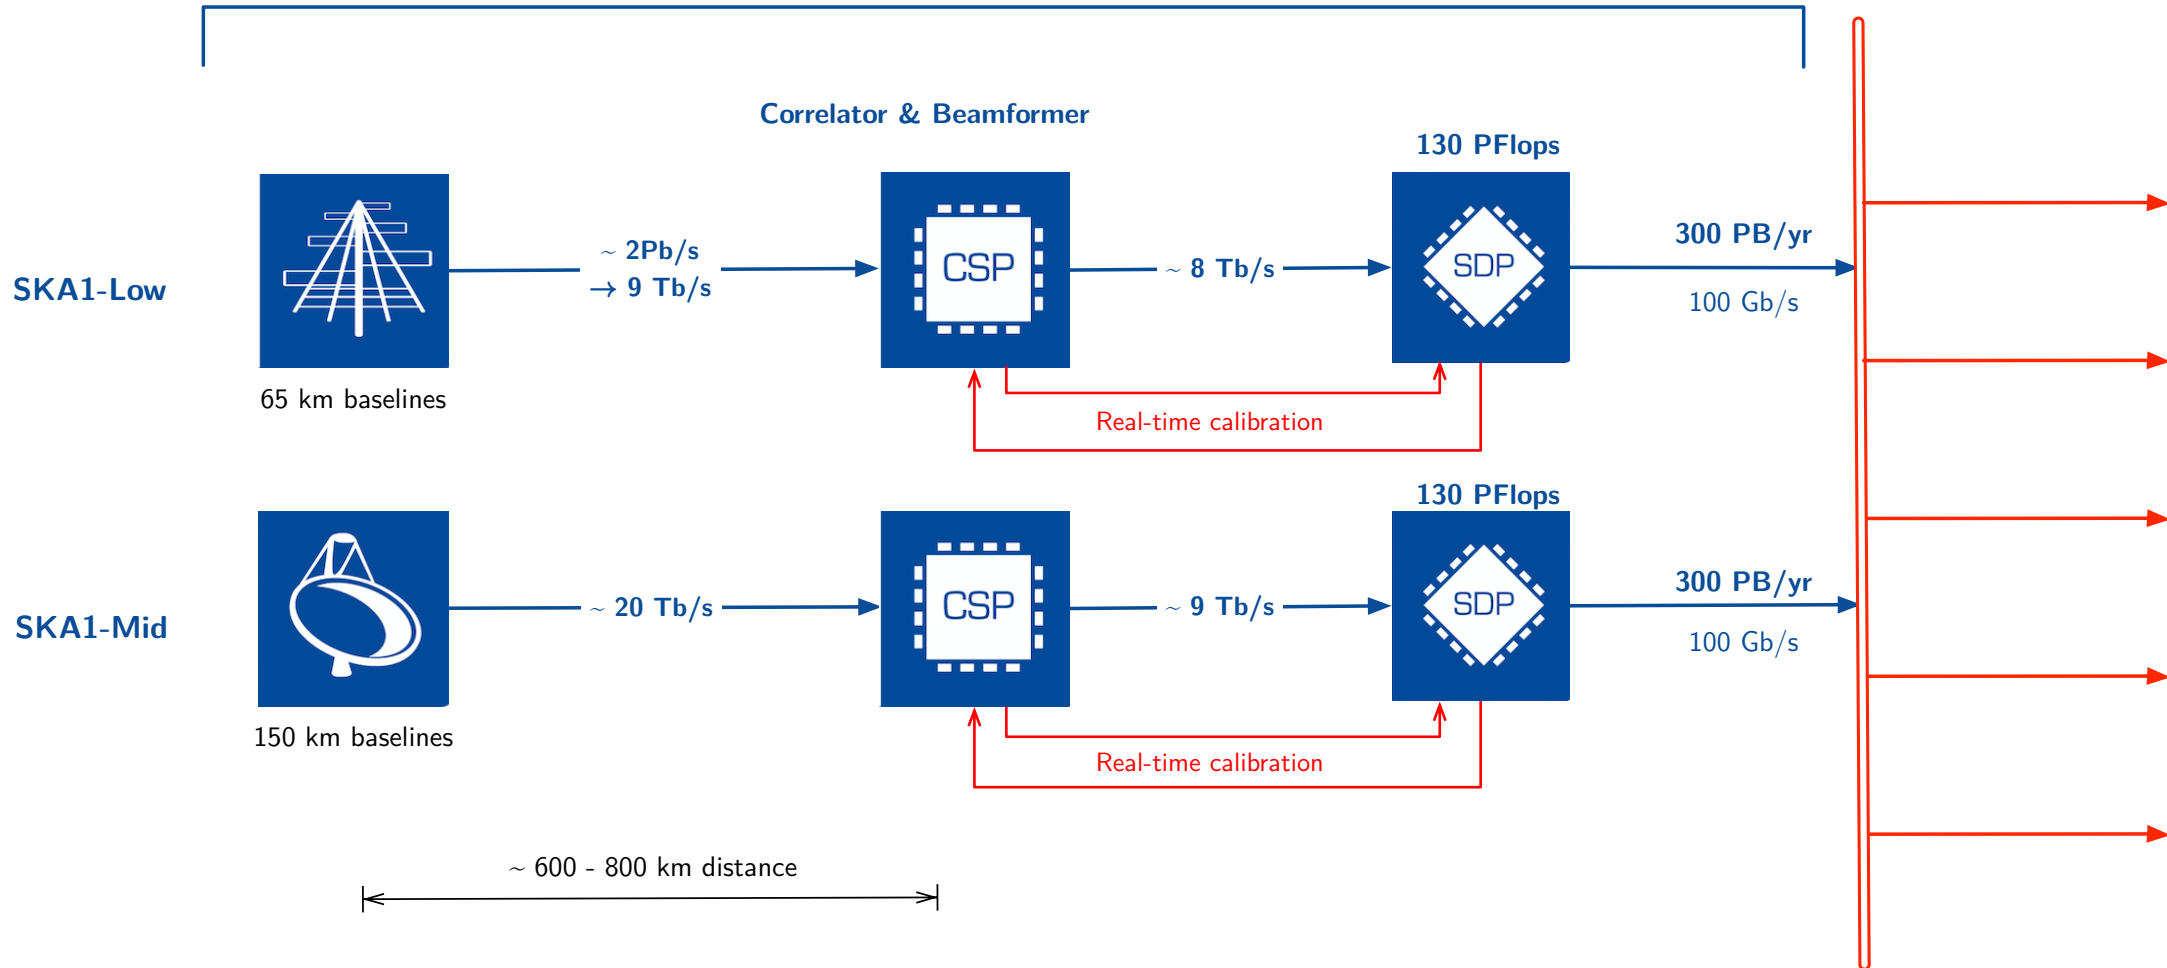 Correlator & Beamformer
130 PFlops
SKA1-Low
~ 2Pb/s
→ 9 Tb/s
CSP
~ 8 Tb/s
SDP
300 PB/yr
100 Gb/s
65 km baselines
Real-time calibration
130 PFlops
SKA1-Mid
~ 20 Tb/s
CSP
~ 9 Tb/s
SDP
300 PB/yr
100 Gb/s
150 km baselines
Real-time calibration
~ 600 - 800 km distance